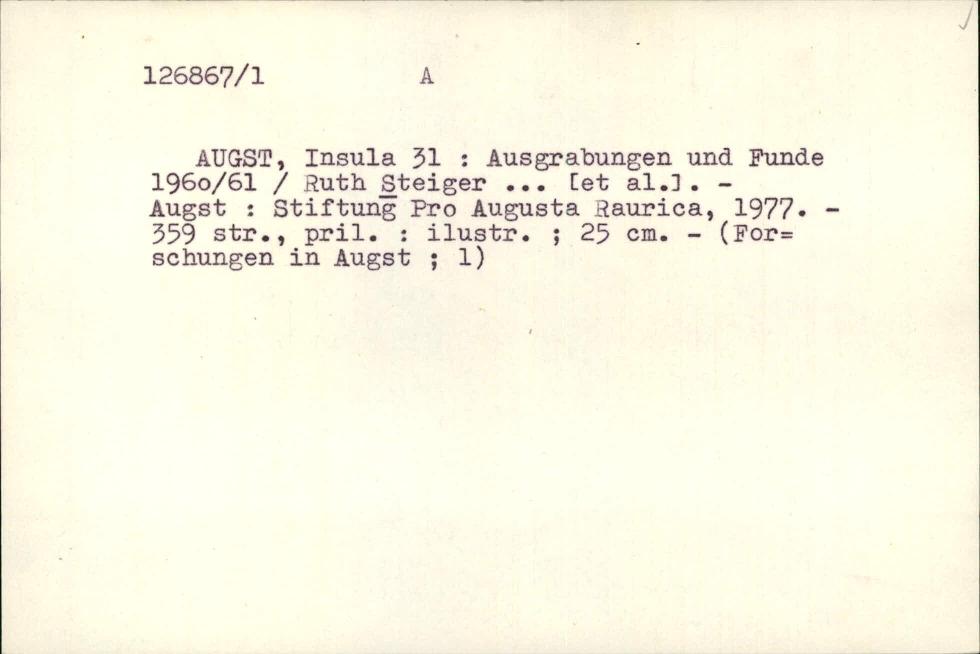 126867/1 A
AUGST, Insula 31 : Ausgrabungen und Funde
196o/61 / Ruth Steiger ... [et al.]. -
Augst : Stiftung Pro Augusta Raurica, 1977. -
359 str., pril. : ilustr. ; 25 cm. - (For=
schungen in Augst ; 1)